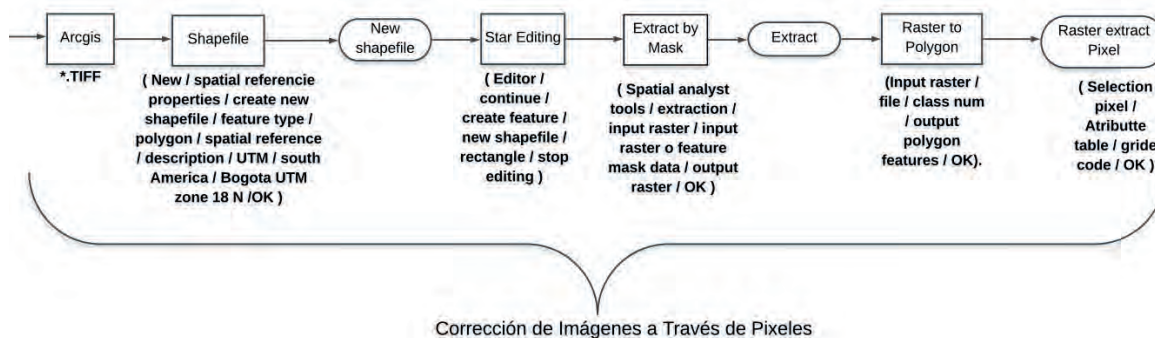 Arcgis
*.TIFF
Shapefile
( New / spatial referencie
properties / create new
shapefile / feature type /
polygon / spatial reference
/ description / UTM / south
America / Bogota UTM
zone 18 N /OK )
New
shapefile
Star Editing
( Editor /
continue /
create feature /
new shapefile /
rectangle / stop
editing )
Extract by
Mask
( Spatial analyst
tools / extraction /
input raster / input
raster o feature
mask data / output
raster / OK )
Extract
Raster to
Polygon
(Input raster /
file / class num
/ output
polygon
features / OK).
Raster extract
Pixel
( Selection
pixel /
Atributte
table / gride
code / OK )
Corrección de Imágenes a Través de Pixeles